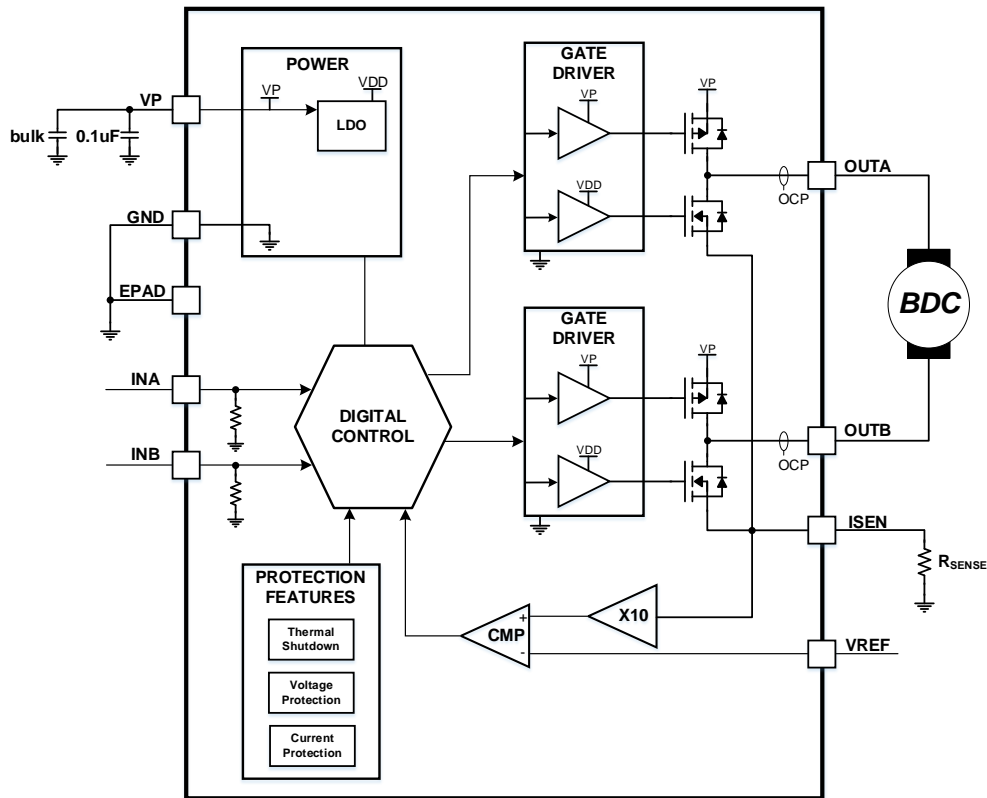 POWER
VP
VDD
LDO
VP
bulk
0.1uF
GND
EPAD
INA
INB
DIGITAL
CONTROL
GATE
DRIVER
VP
VDD
VP
OCP
OUTA
GATE
DRIVER
VP
VDD
VP
OCP
OUTB
BDC
ISEN
RSENSE
PROTECTION
FEATURES
Thermal
Shutdown
Voltage
Protection
Current
Protection
CMP
+
-
X10
VREF